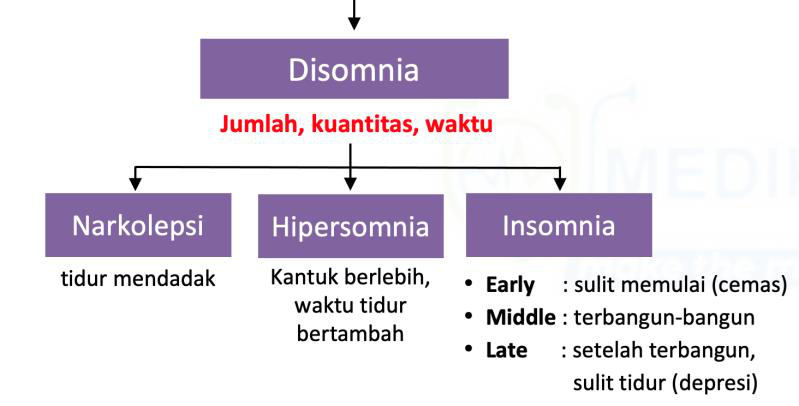 Disomnia
Jumlah, kuantitas, waktu
Narkolepsi
tidur mendadak
Hipersomnia
Kantuk berlebih,
waktu tidur
bertambah
Insomnia
• Early : sulit memulai (cemas)
• Middle : terbangun-bangun
• Late : setelah terbangun,
sulit tidur (depresi)